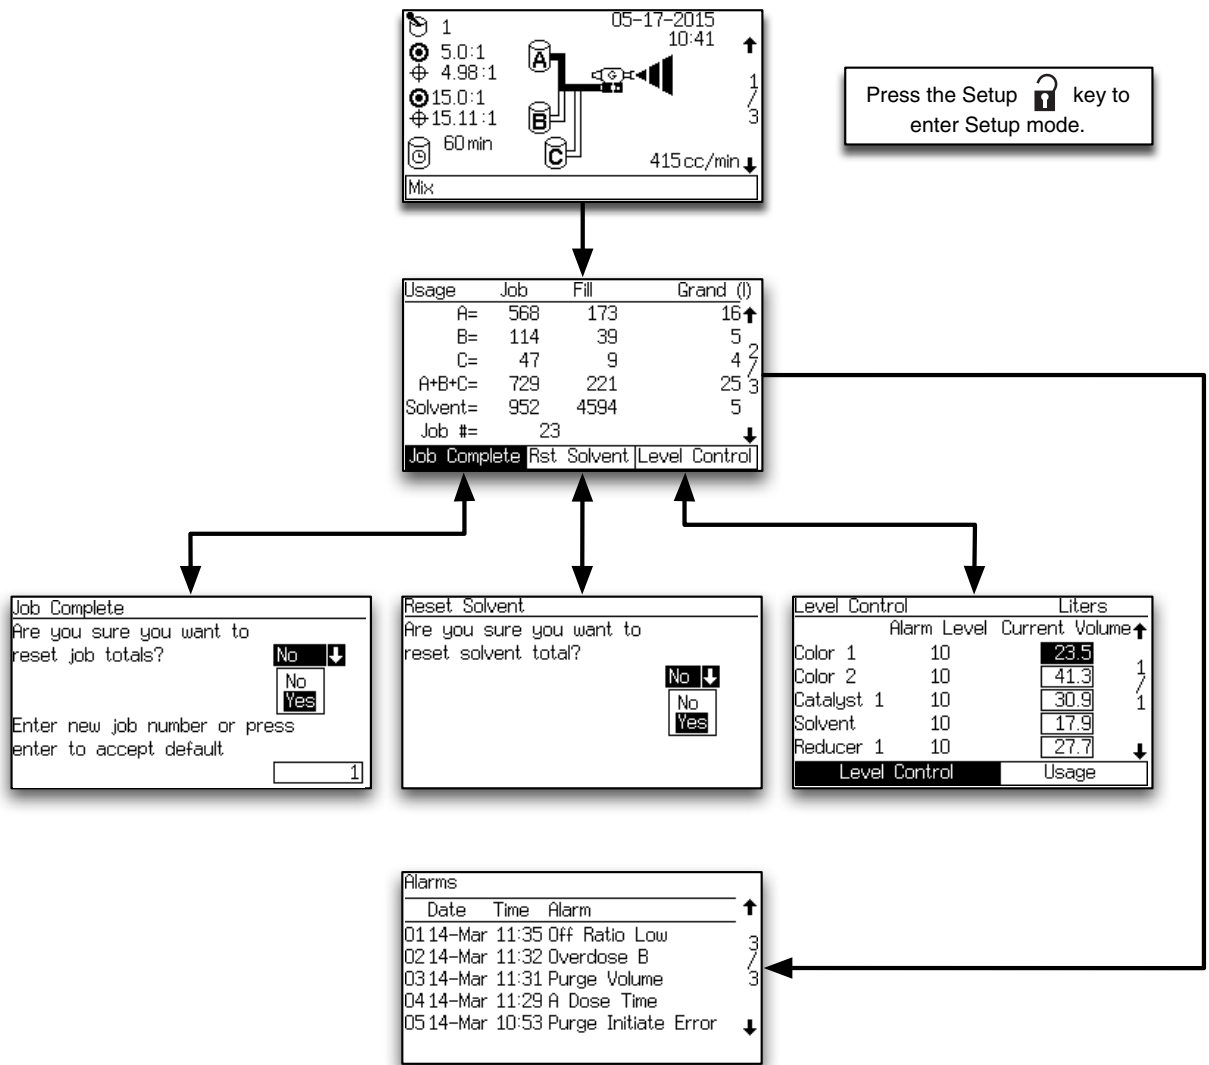 1 05-17-2015
10:41
5.0:1
4.98:1
15.0:1
15.11:1
60min
A
B
C
G
1
/
3
415cc/min
Mix
Press the Setup key to
enter Setup mode.
Usage Job Fill Grand (l)
A= 568 173 16
B= 114 39 5
C= 47 9 4
A+B+C= 729 221 25
Solvent= 952 4594 5
Job #= 23
2
/
3
Job Complete Rst Solvent Level Control
Job Complete
Are you sure you want to
reset job totals? No
No
Yes
Enter new job number or press
enter to accept default
1
Reset Solvent
Are you sure you want to
reset solvent total?
No
No
Yes
Level Control Liters
Alarm Level Current Volume
Color 1 10 23.5
Color 2 10 41.3
Catalyst 1 10 30.9
Solvent 10 17.9
Reducer 1 10 27.7
1
/
1
Level Control Usage
Alarms
Date Time Alarm
01 14-Mar 11:35 Off Ratio Low
02 14-Mar 11:32 Overdose B
03 14-Mar 11:31 Purge Volume
04 14-Mar 11:29 A Dose Time
05 14-Mar 10:53 Purge Initiate Error
3
/
3